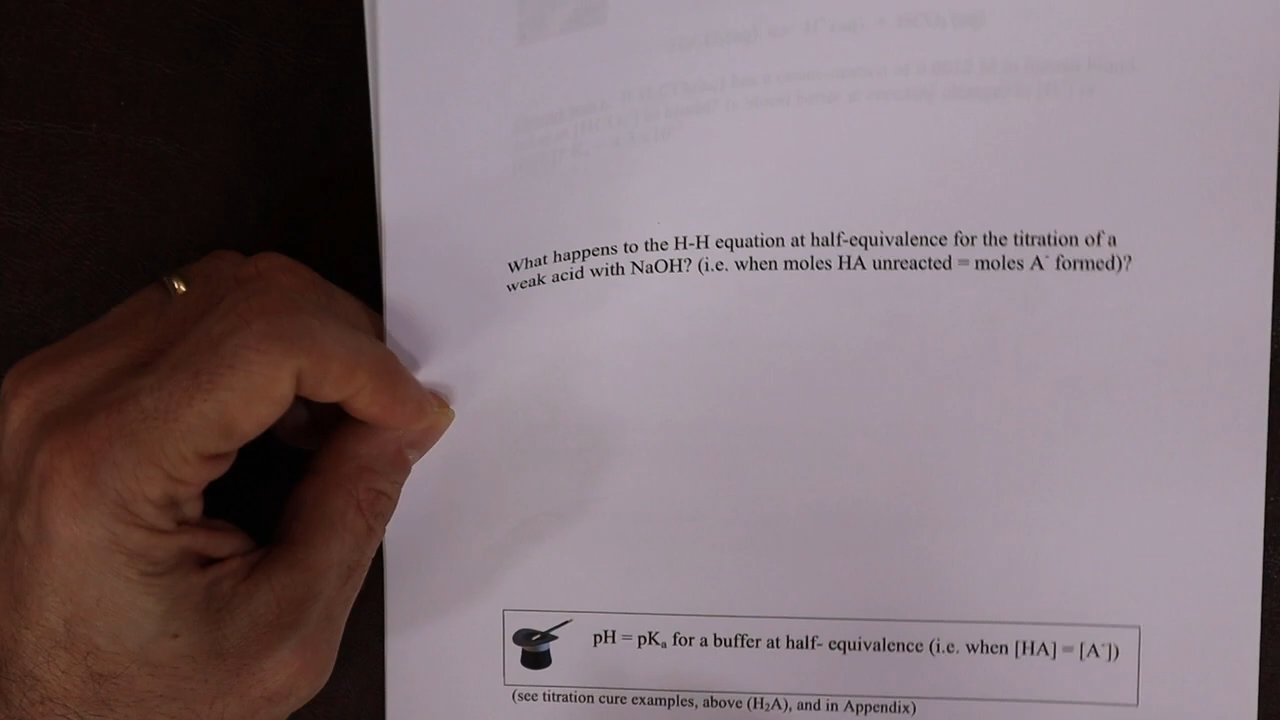 What happens to the H-H equation at half-equivalence for the titration of a
weak acid with NaOH? (i.e. when moles HA unreacted = moles A⁻ formed)?
pH = pKₐ for a buffer at half- equivalence (i.e. when [HA] = [A⁻])
(see titration cure examples, above (H₂A), and in Appendix)